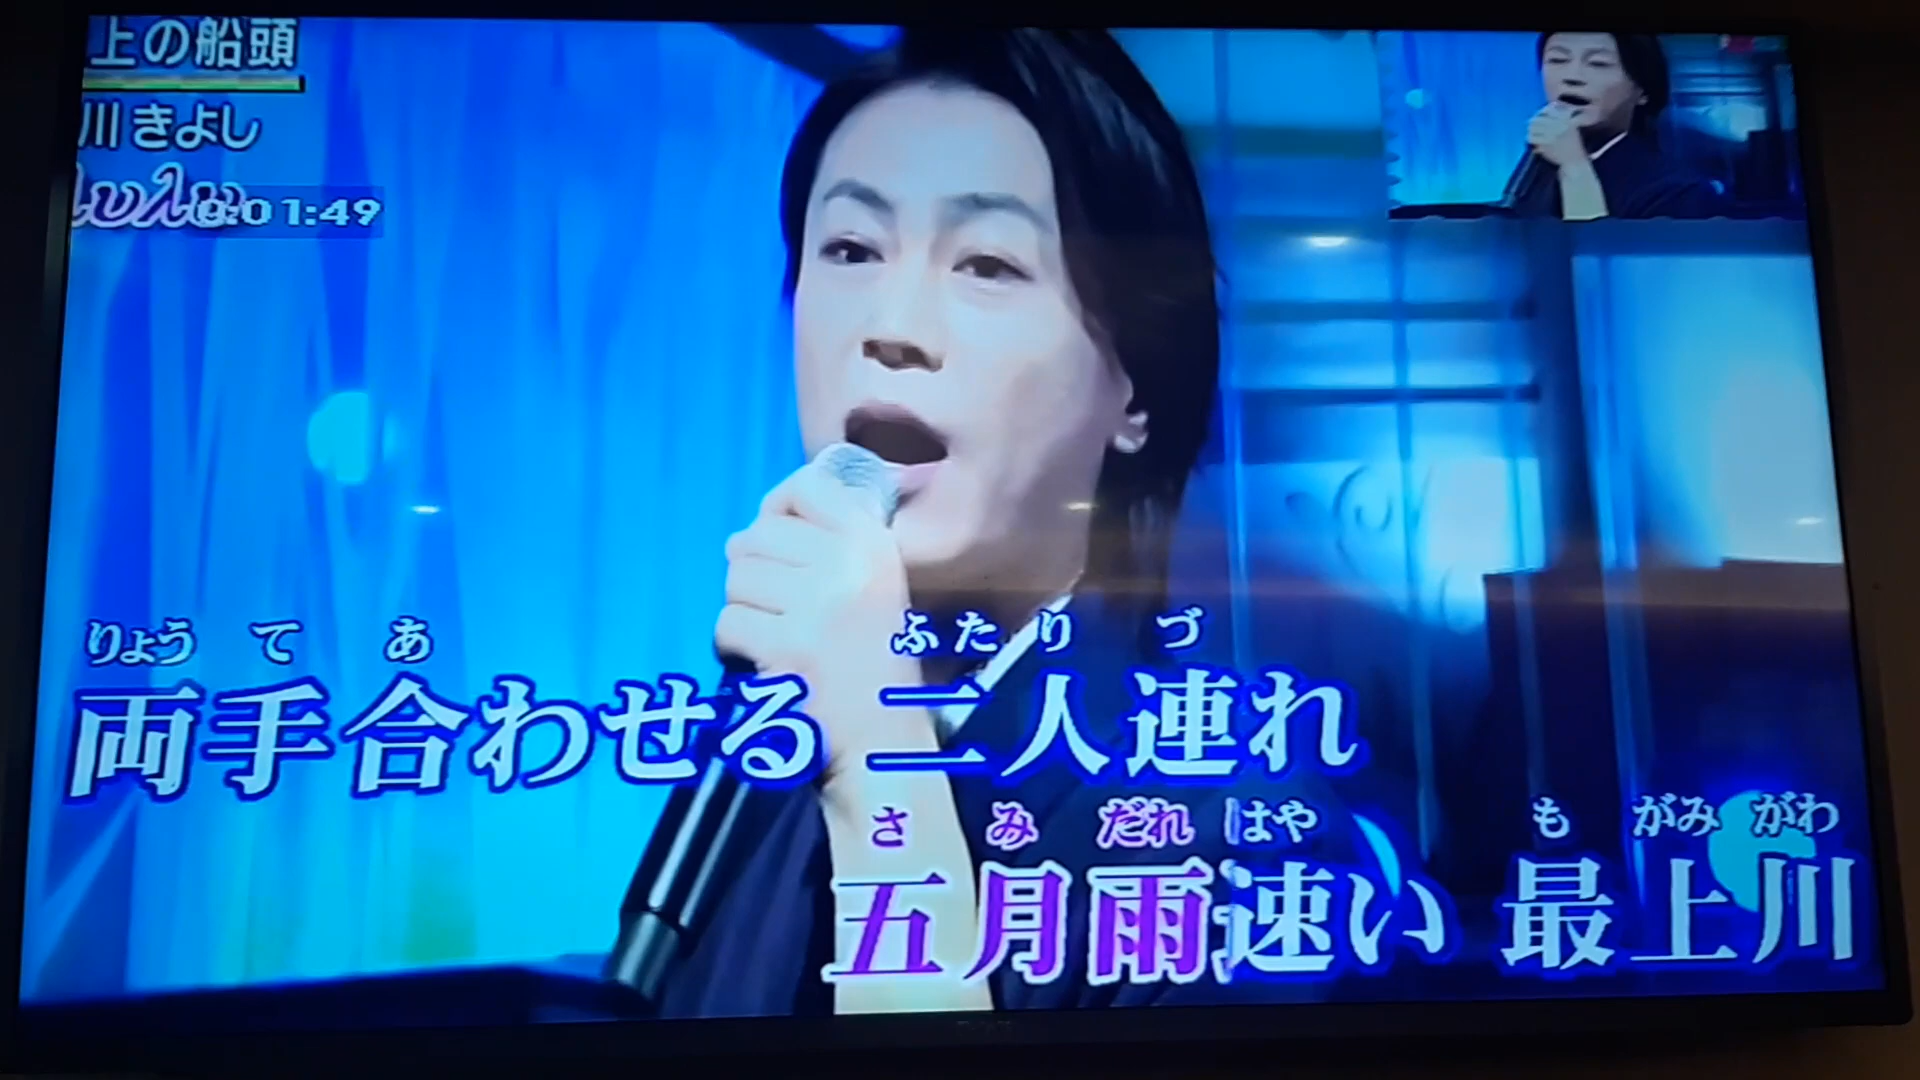 上の船頭
川きよし
0:01:49
りょう て あ ふたり づ
両手合わせる 二人連れ
さ み だれ はや も がみ がわ
五月雨速い 最上川